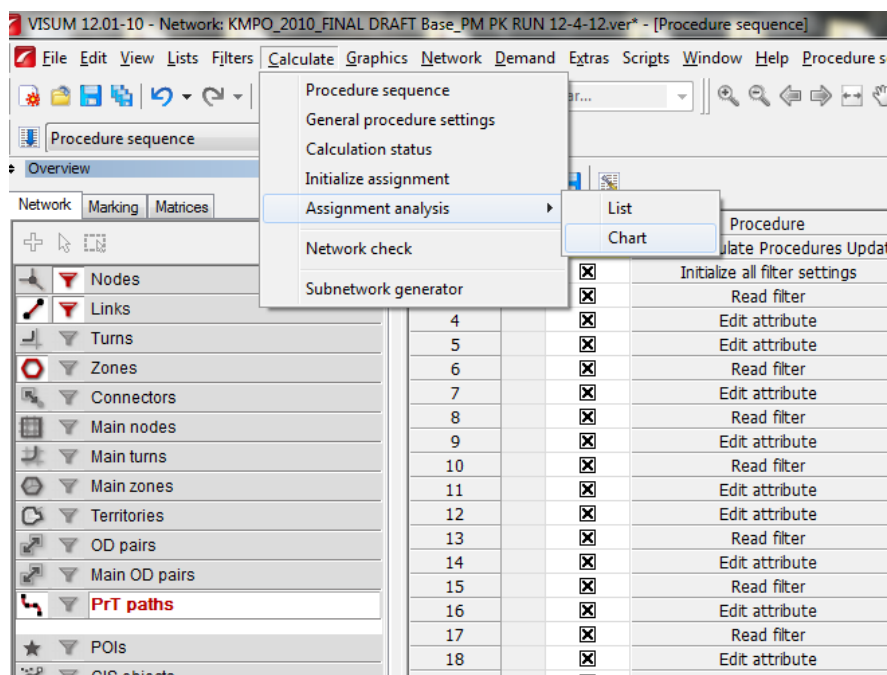 VISUM 12.01-10 - Network: KMPO_2010_FINAL DRAFT Base_PM PK RUN 12-4-12.ver* - [Procedure sequence]
File Edit View Lists Filters Calculate Graphics Network Demand Extras Scripts Window Help Procedure s
Procedure sequence
Overview
Network Marking Matrices
Nodes
Links
Turns
Zones
Connectors
Main nodes
Main turns
Main zones
Territories
OD pairs
Main OD pairs
PrT paths
POIs
GIS objects
Procedure sequence
General procedure settings
Calculation status
Initialize assignment
Assignment analysis
Network check
Subnetwork generator
List
Chart
Procedure
ulate Procedures Updat
Initialize all filter settings
Read filter
4 Edit attribute
5 Edit attribute
6 Read filter
7 Edit attribute
8 Read filter
9 Edit attribute
10 Read filter
11 Edit attribute
12 Edit attribute
13 Read filter
14 Edit attribute
15 Read filter
16 Edit attribute
17 Read filter
18 Edit attribute